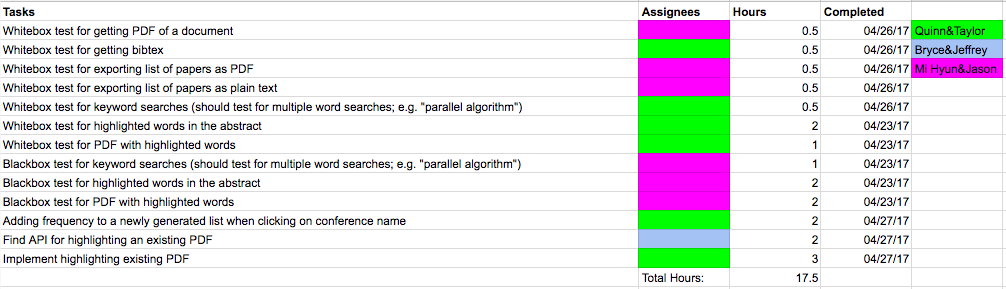 Tasks Assignees Hours Completed
Whitebox test for getting PDF of a document 0.5 04/26/17 Quinn&Taylor
Whitebox test for getting bibtex 0.5 04/26/17 Bryce&Jeffrey
Whitebox test for exporting list of papers as PDF 0.5 04/26/17 Mi Hyun&Jason
Whitebox test for exporting list of papers as plain text 0.5 04/26/17
Whitebox test for keyword searches (should test for multiple word searches; e.g. "parallel algorithm") 0.5 04/26/17
Whitebox test for highlighted words in the abstract 2 04/23/17
Whitebox test for PDF with highlighted words 1 04/23/17
Blackbox test for keyword searches (should test for multiple word searches; e.g. "parallel algorithm") 1 04/23/17
Blackbox test for highlighted words in the abstract 2 04/23/17
Blackbox test for PDF with highlighted words 2 04/23/17
Adding frequency to a newly generated list when clicking on conference name 2 04/27/17
Find API for highlighting an existing PDF 2 04/27/17
Implement highlighting existing PDF 3 04/27/17
Total Hours: 17.5